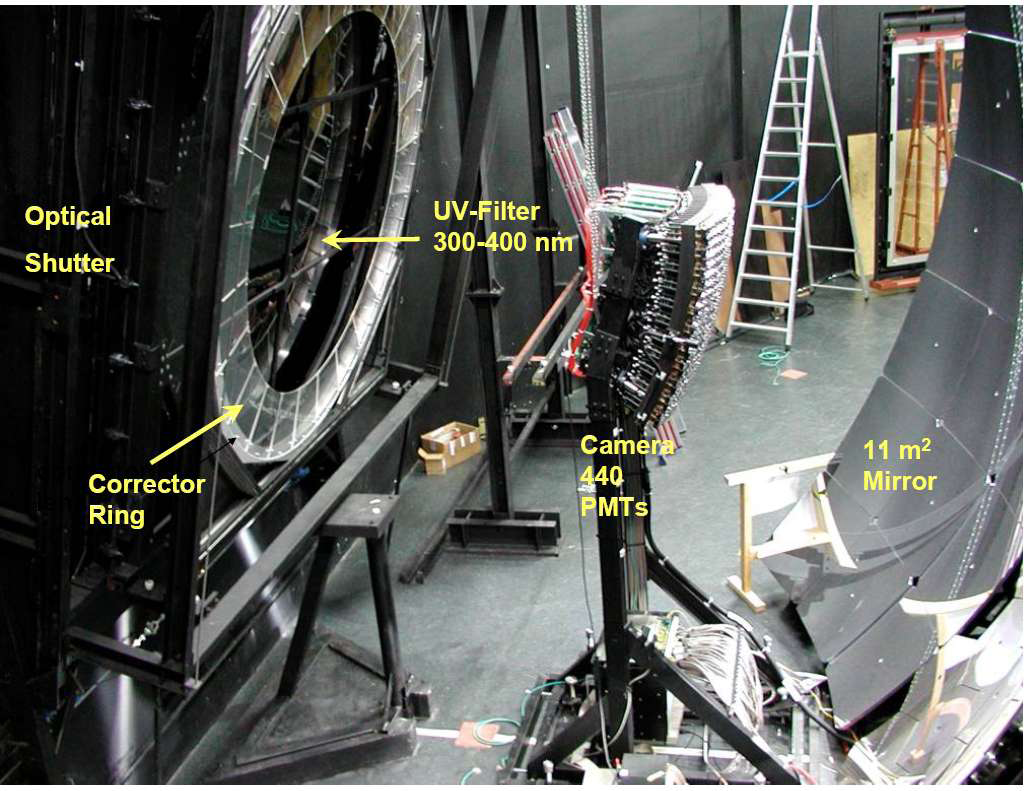 Optical
Shutter
UV-Filter
300-400 nm
Corrector
Ring
Camera
440
PMTs
11 m²
Mirror